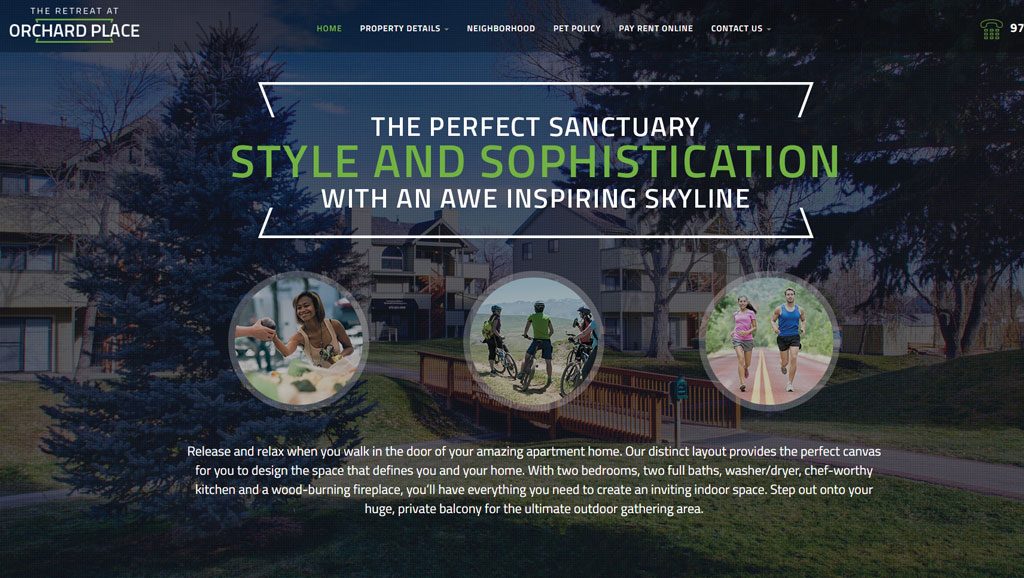 THE RETREAT AT
ORCHARD PLACE
HOME PROPERTY DETAILS NEIGHBORHOOD PET POLICY PAY RENT ONLINE CONTACT US 97
THE PERFECT SANCTUARY
STYLE AND SOPHISTICATION
WITH AN AWE INSPIRING SKYLINE
Release and relax when you walk in the door of your amazing apartment home. Our distinct layout provides the perfect canvas
for you to design the space that defines you and your home. With two bedrooms, two full baths, washer/dryer, chef-worthy
kitchen and a wood-burning fireplace, you’ll have everything you need to create an inviting indoor space. Step out onto your
huge, private balcony for the ultimate outdoor gathering area.